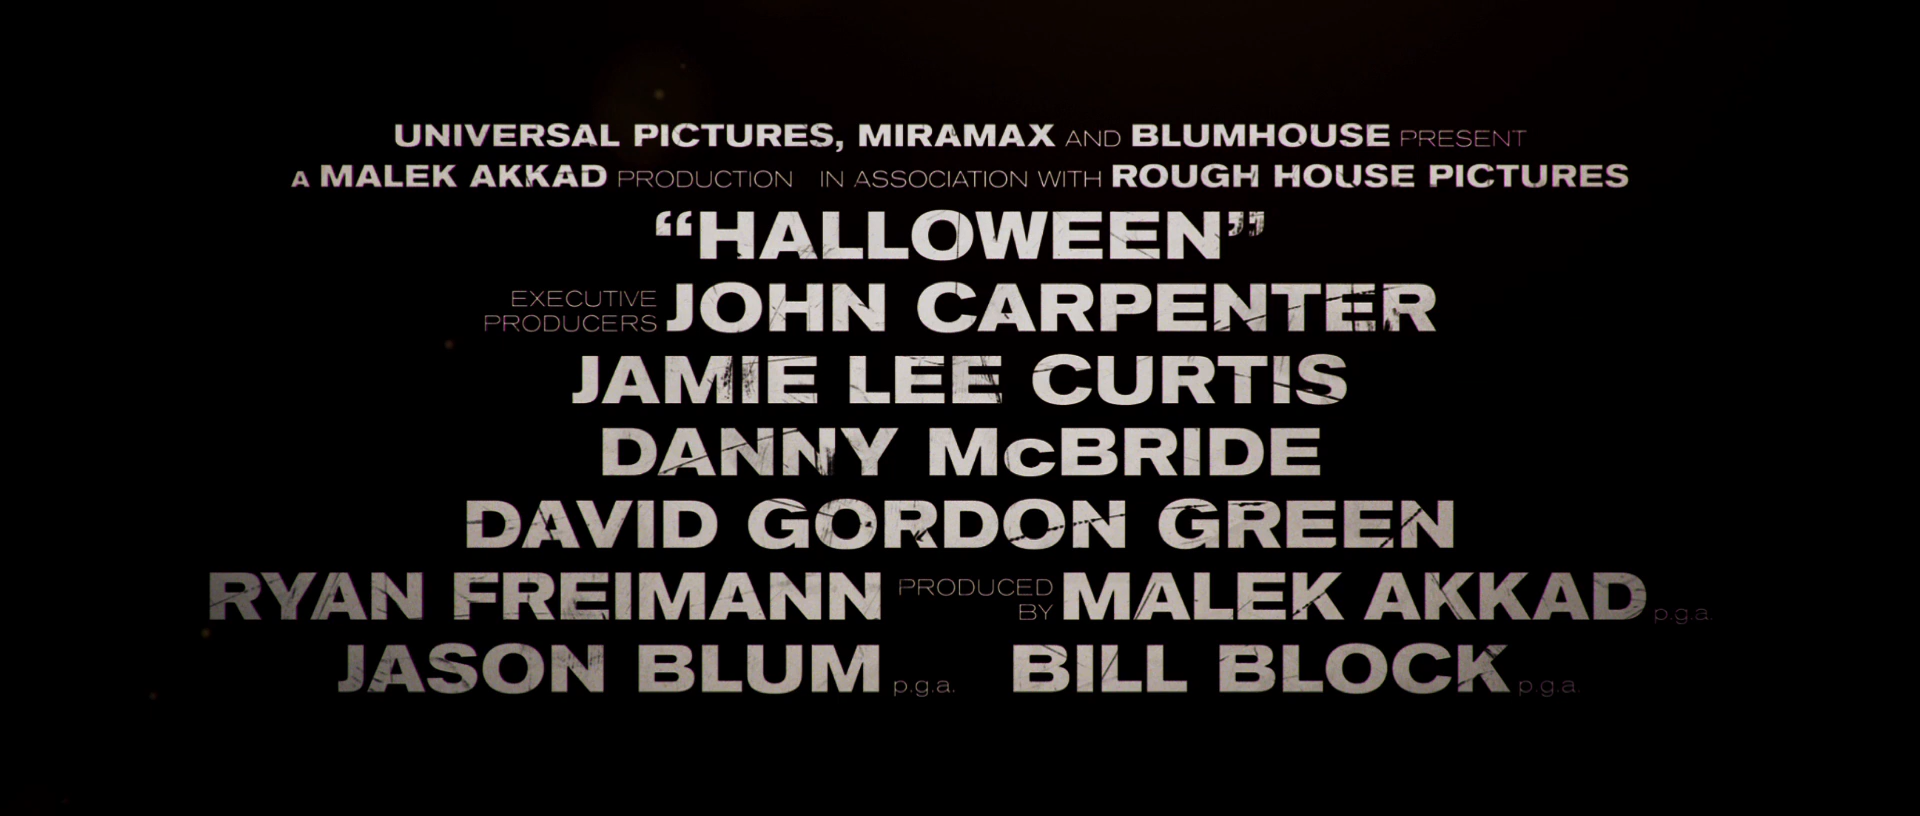 UNIVERSAL PICTURES, MIRAMAX AND BLUMHOUSE PRESENT
A MALEK AKKAD PRODUCTION IN ASSOCIATION WITH ROUGH HOUSE PICTURES
“HALLOWEEN”
EXECUTIVE PRODUCERS JOHN CARPENTER
JAMIE LEE CURTIS
DANNY McBRIDE
DAVID GORDON GREEN
RYAN FREIMANN PRODUCED BY MALEK AKKAD p.g.a.
JASON BLUM p.g.a. BILL BLOCK p.g.a.